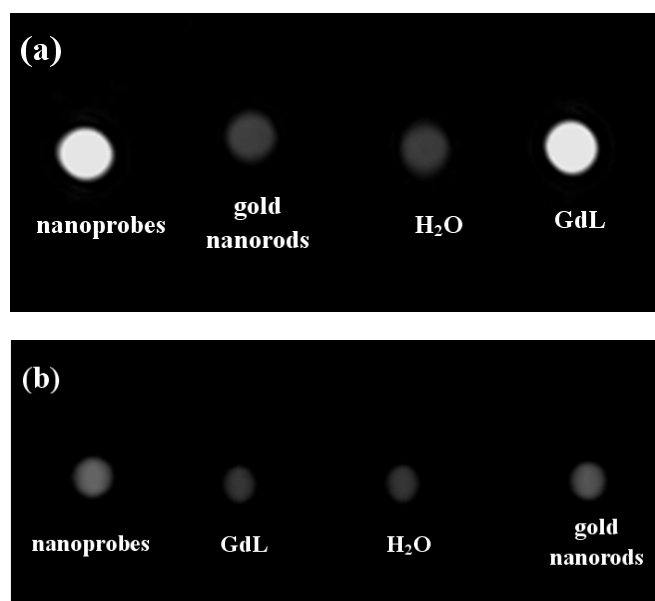 (a)
nanoprobes
gold
nanorods
H₂O
GdL
(b)
nanoprobes
GdL
H₂O
gold
nanorods